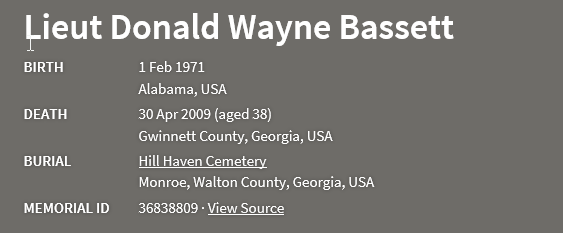 Lieut Donald Wayne Bassett
BIRTH 1 Feb 1971
Alabama, USA
DEATH 30 Apr 2009 (aged 38)
Gwinnett County, Georgia, USA
BURIAL Hill Haven Cemetery
Monroe, Walton County, Georgia, USA
MEMORIAL ID 36838809 · View Source